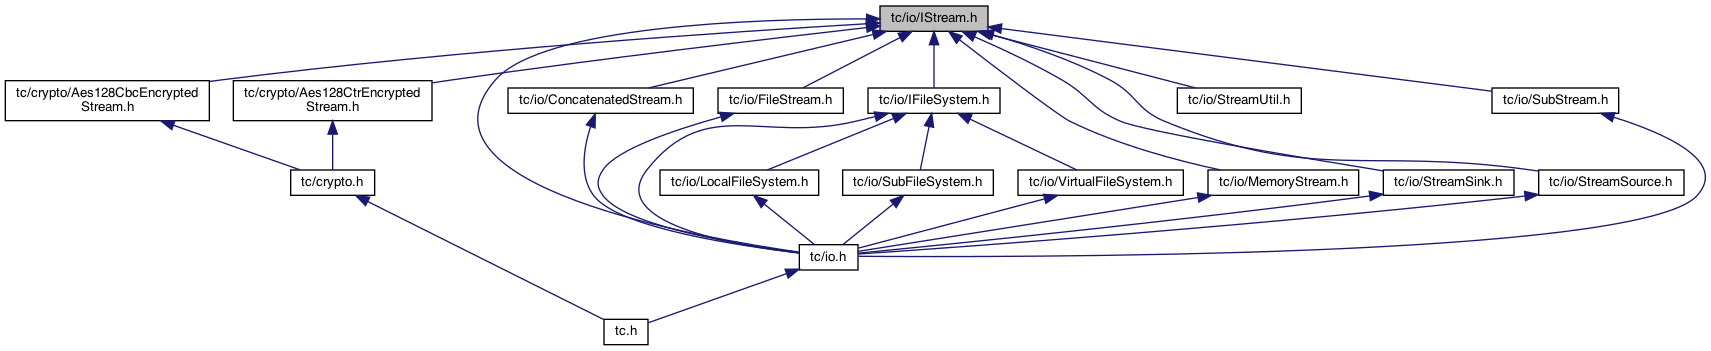 tc/io/IStream.h
tc/crypto/Aes128CbcEncrypted
Stream.h
tc/crypto/Aes128CtrEncrypted
Stream.h
tc/io/ConcatenatedStream.h
tc/io/FileStream.h
tc/io/IFileSystem.h
tc/io/StreamUtil.h
tc/io/SubStream.h
tc/crypto.h
tc/io/LocalFileSystem.h
tc/io/SubFileSystem.h
tc/io/VirtualFileSystem.h
tc/io/MemoryStream.h
tc/io/StreamSink.h
tc/io/StreamSource.h
tc/io.h
tc.h